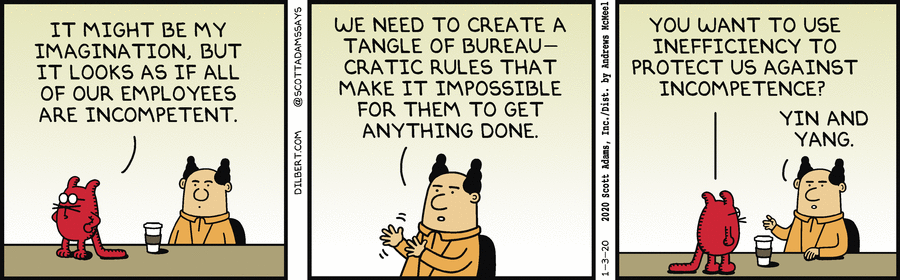 IT MIGHT BE MY
IMAGINATION, BUT
IT LOOKS AS IF ALL
OF OUR EMPLOYEES
ARE INCOMPETENT.
DILBERT.COM @SCOTTADAMSSAYS
WE NEED TO CREATE A
TANGLE OF BUREAU—
CRATIC RULES THAT
MAKE IT IMPOSSIBLE
FOR THEM TO GET
ANYTHING DONE.
1-3-20 2020 Scott Adams, Inc./Dist. by Andrews McMeel
YOU WANT TO USE
INEFFICIENCY TO
PROTECT US AGAINST
INCOMPETENCE?
YIN AND
YANG.